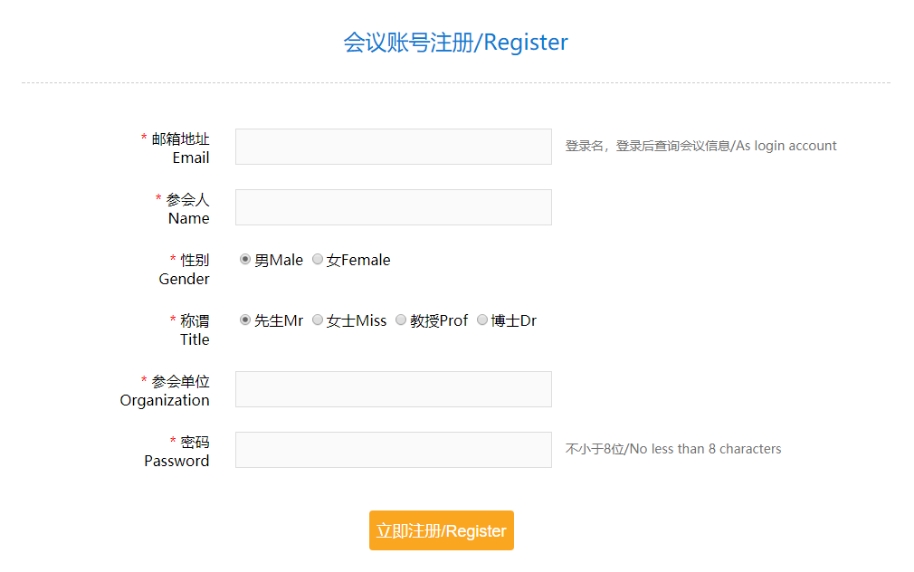 会议账号注册/Register
* 邮箱地址
Email
登录名，登录后查询会议信息/As login account
* 参会人
Name
* 性别
Gender
男Male 女Female
* 称谓
Title
先生Mr 女士Miss 教授Prof 博士Dr
* 参会单位
Organization
* 密码
Password
不小于8位/No less than 8 characters
立即注册/Register